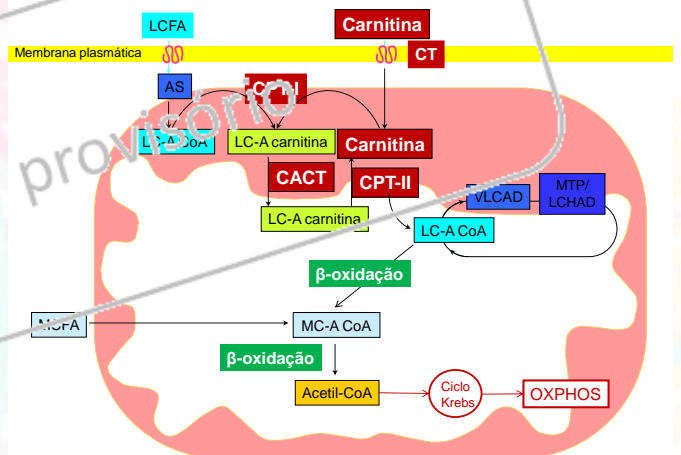 LCFA
Carnitina
Membrana plasmática
CT
AS
provisório
LC-A CoA
LC-A carnitina
Carnitina
CACT
CPT-II
VLCAD
MTP/
LCHAD
LC-A carnitina
LC-A CoA
β-oxidação
MCFA
MC-A CoA
β-oxidação
Acetil-CoA
Ciclo
Krebs
OXPHOS